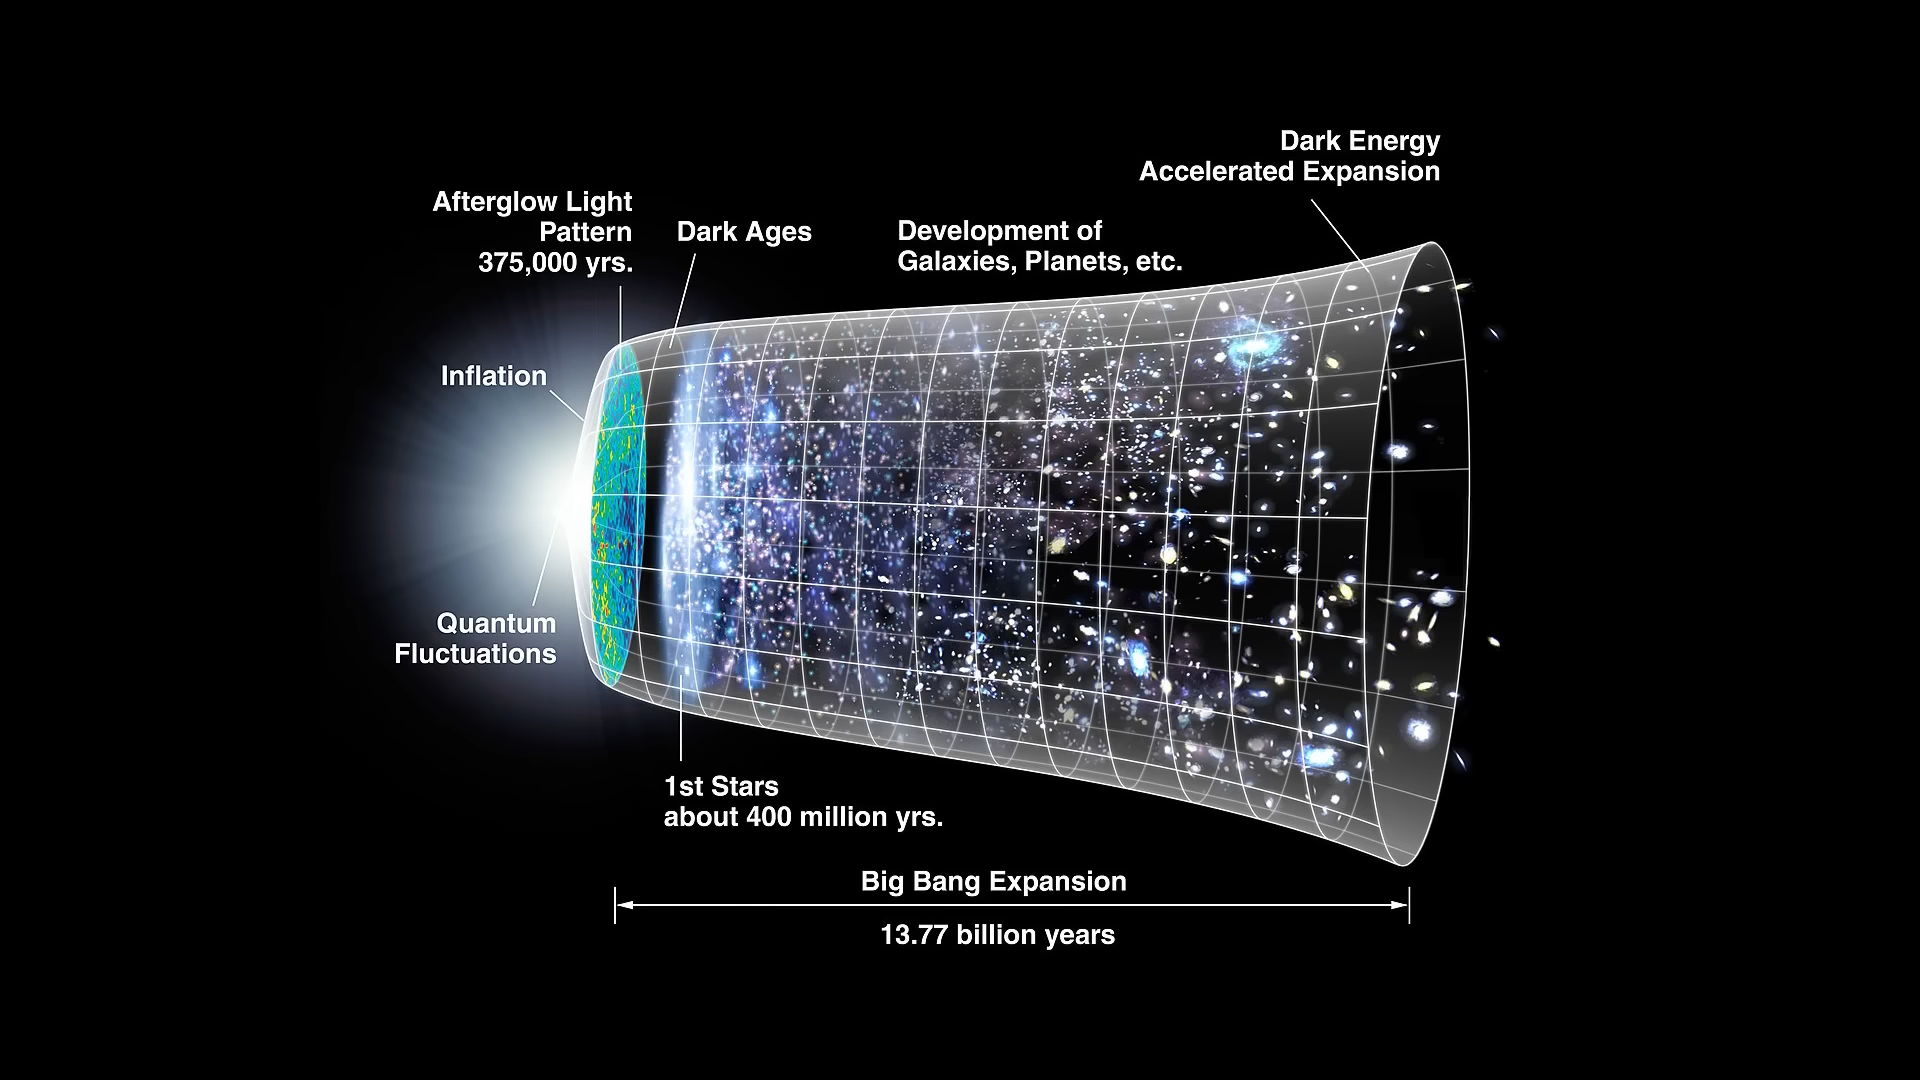 Dark Energy
Accelerated Expansion
Afterglow Light
Pattern
375,000 yrs.
Dark Ages
Development of
Galaxies, Planets, etc.
Inflation
Quantum
Fluctuations
1st Stars
about 400 million yrs.
Big Bang Expansion
13.77 billion years